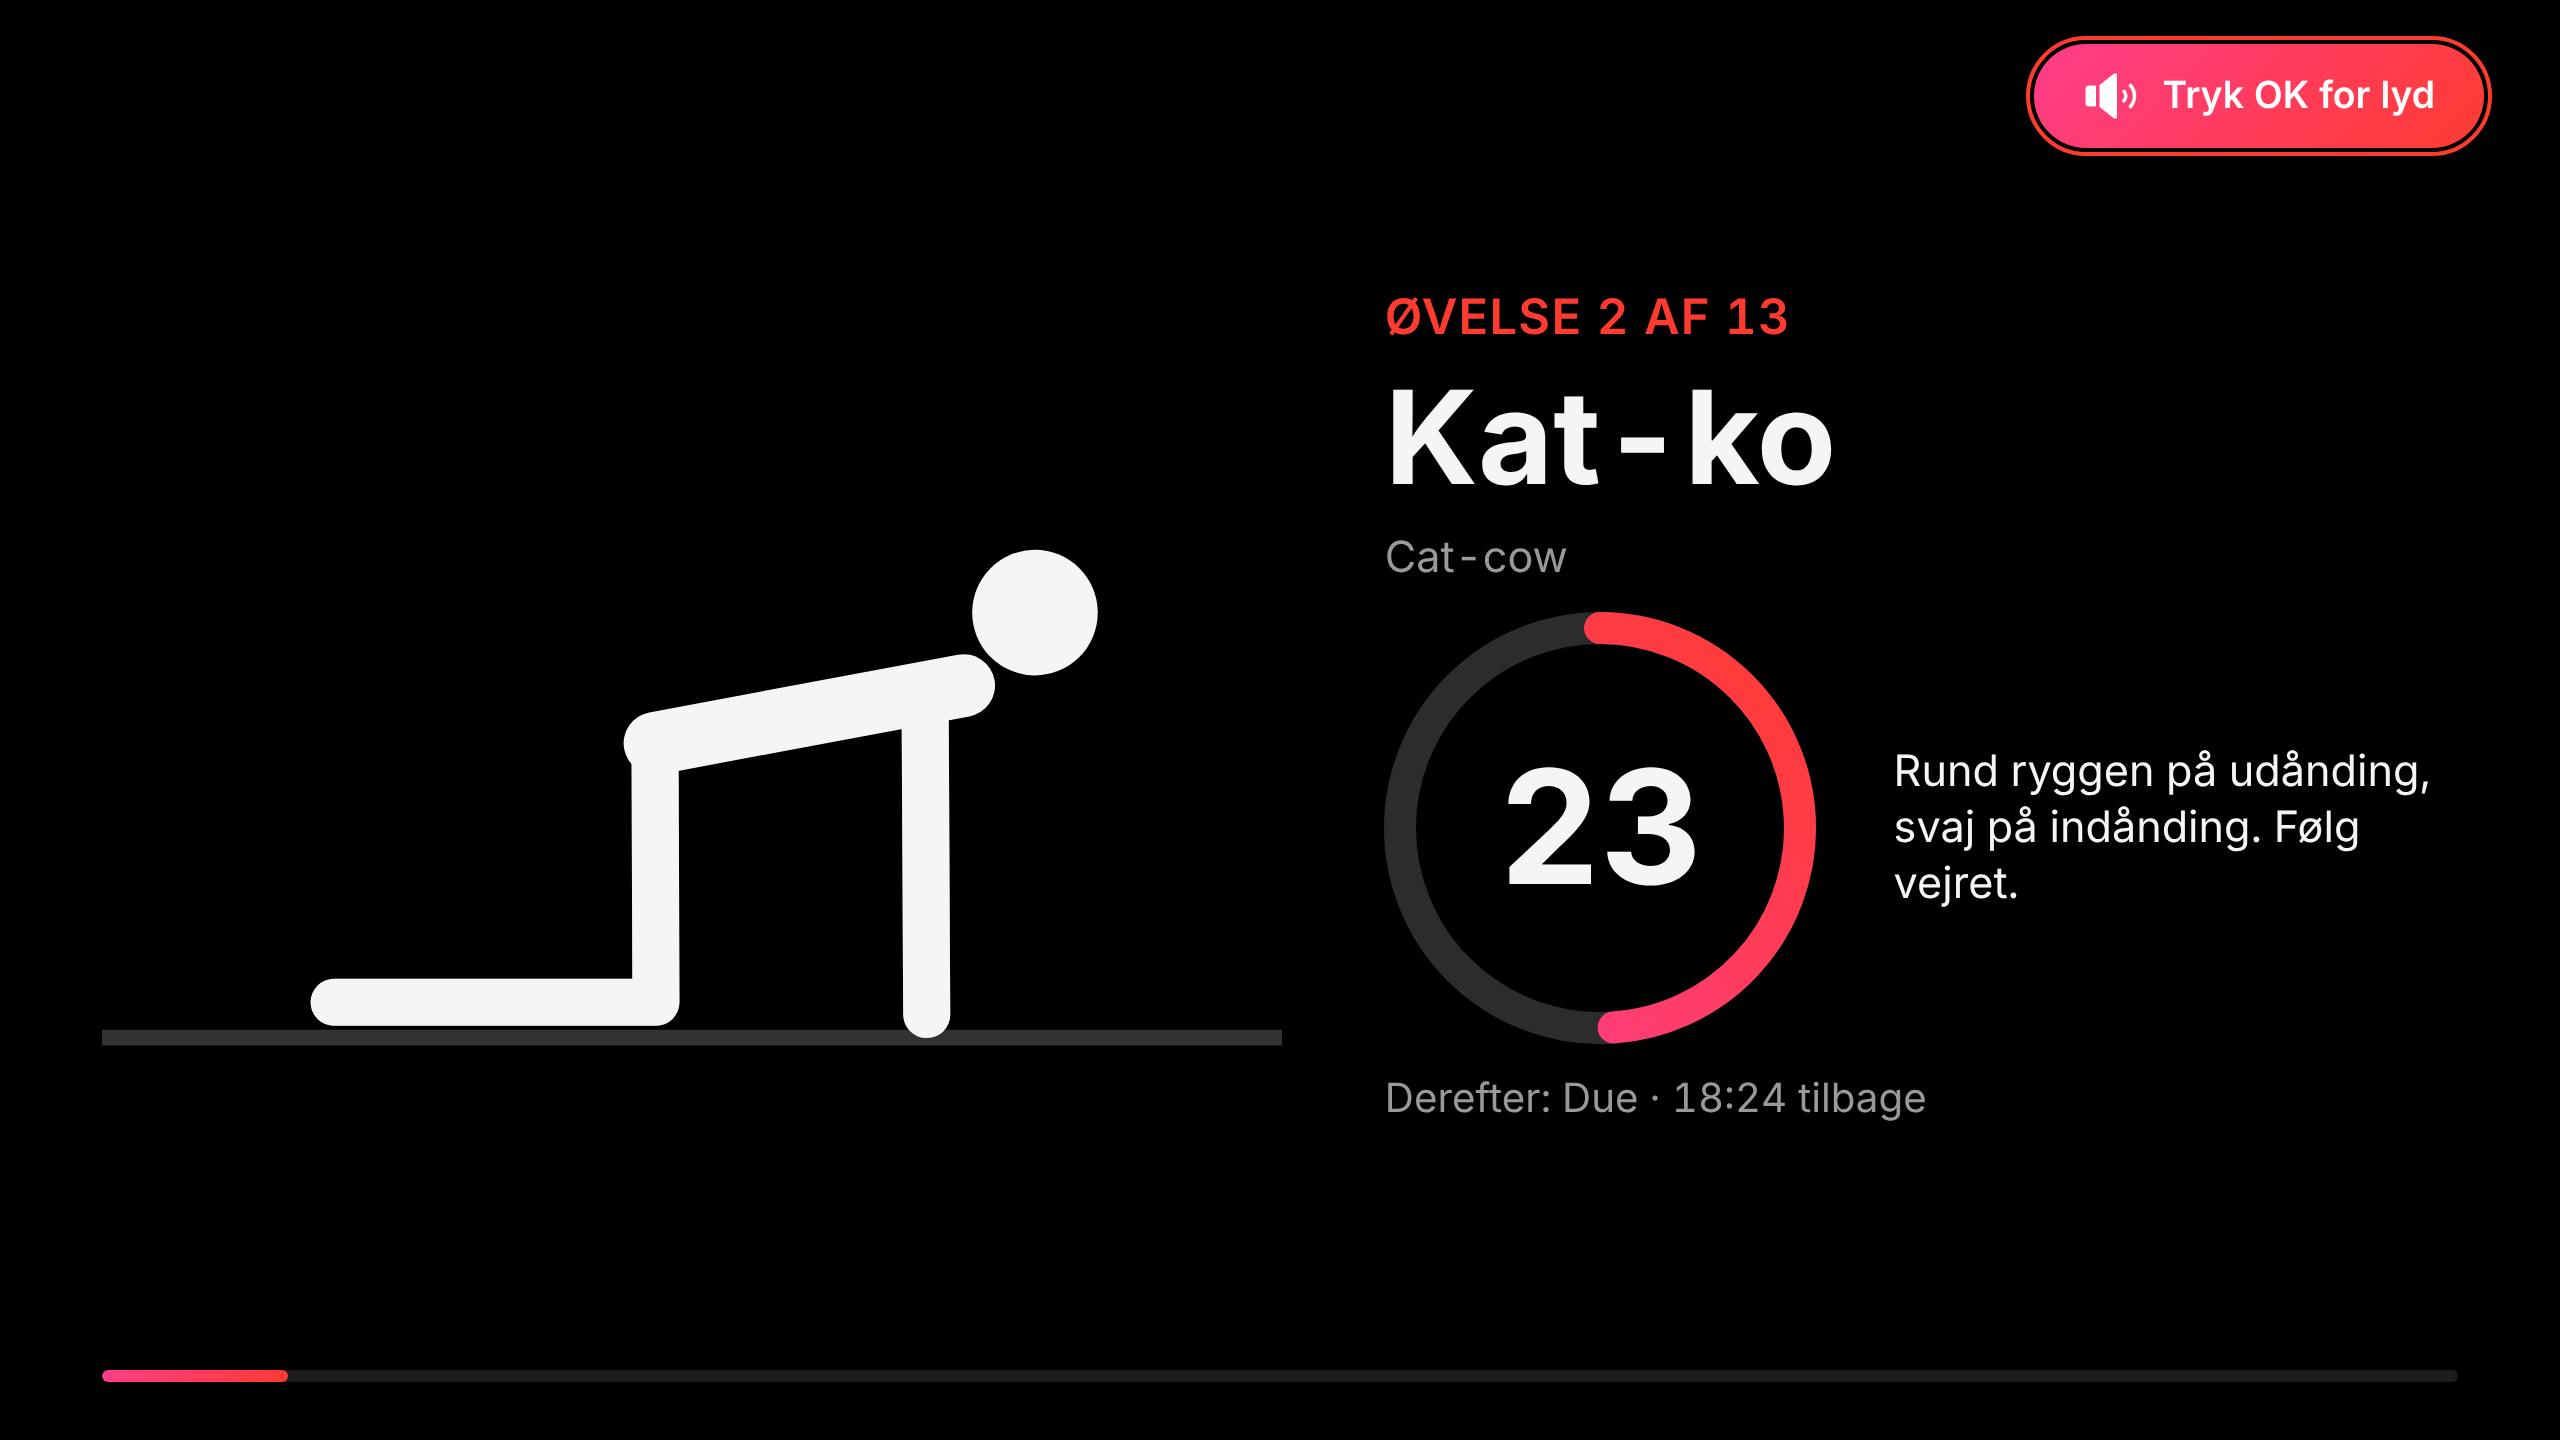 Tryk OK for lyd
ØVELSE 2 AF 13
Kat-ko
Cat-cow
23
Rund ryggen på udånding,
svaj på indånding. Følg
vejret.
Derefter: Due · 18:24 tilbage